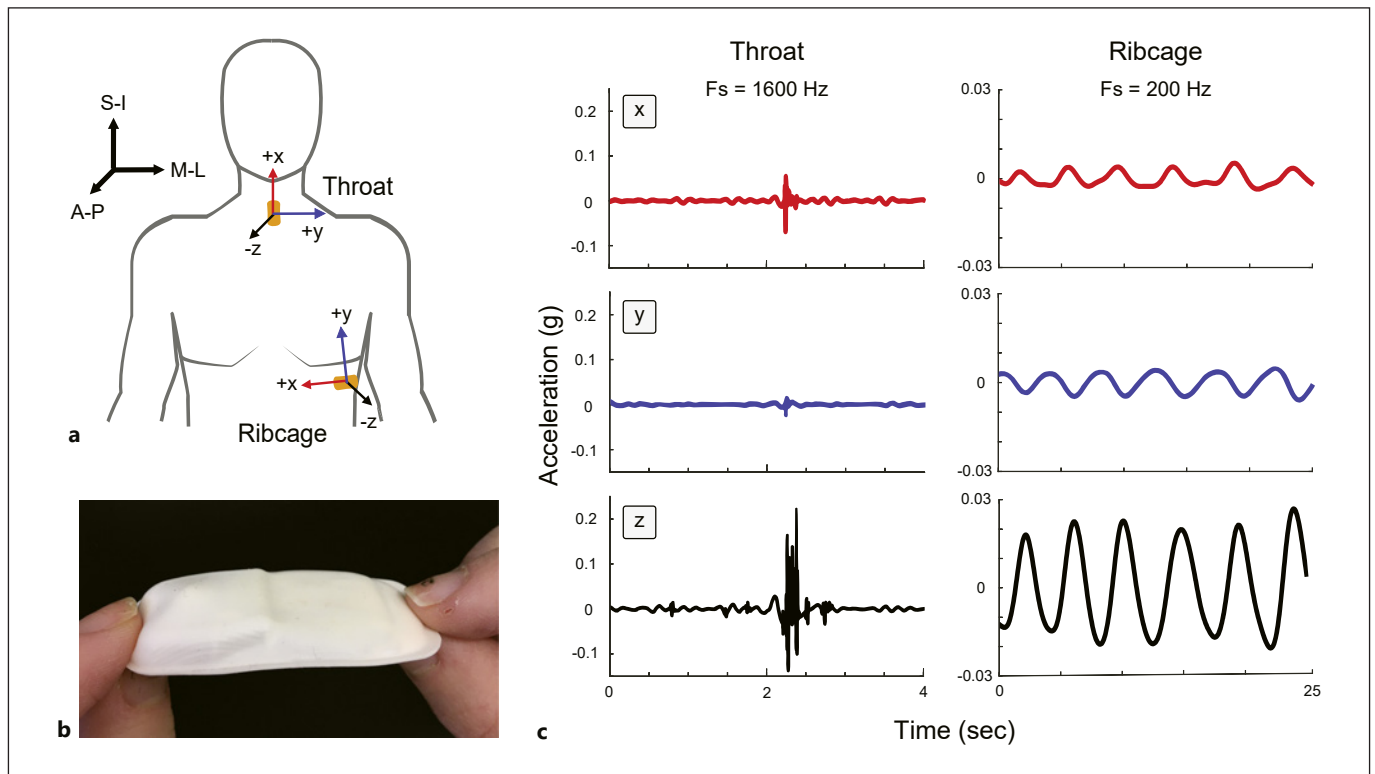 S-I
M-L
A-P
+x
Throat
+y
-z
+y
+x
-z
Ribcage
a
b
Throat
Fs = 1600 Hz
Ribcage
Fs = 200 Hz
Acceleration (g)
x
0.2
0.1
0
-0.1
0.03
0
-0.03
y
0.2
0.1
0
-0.1
0.03
0
-0.03
z
0.2
0.1
0
-0.1
0 2 4
0.03
0
-0.03
0 25
c
Time (sec)